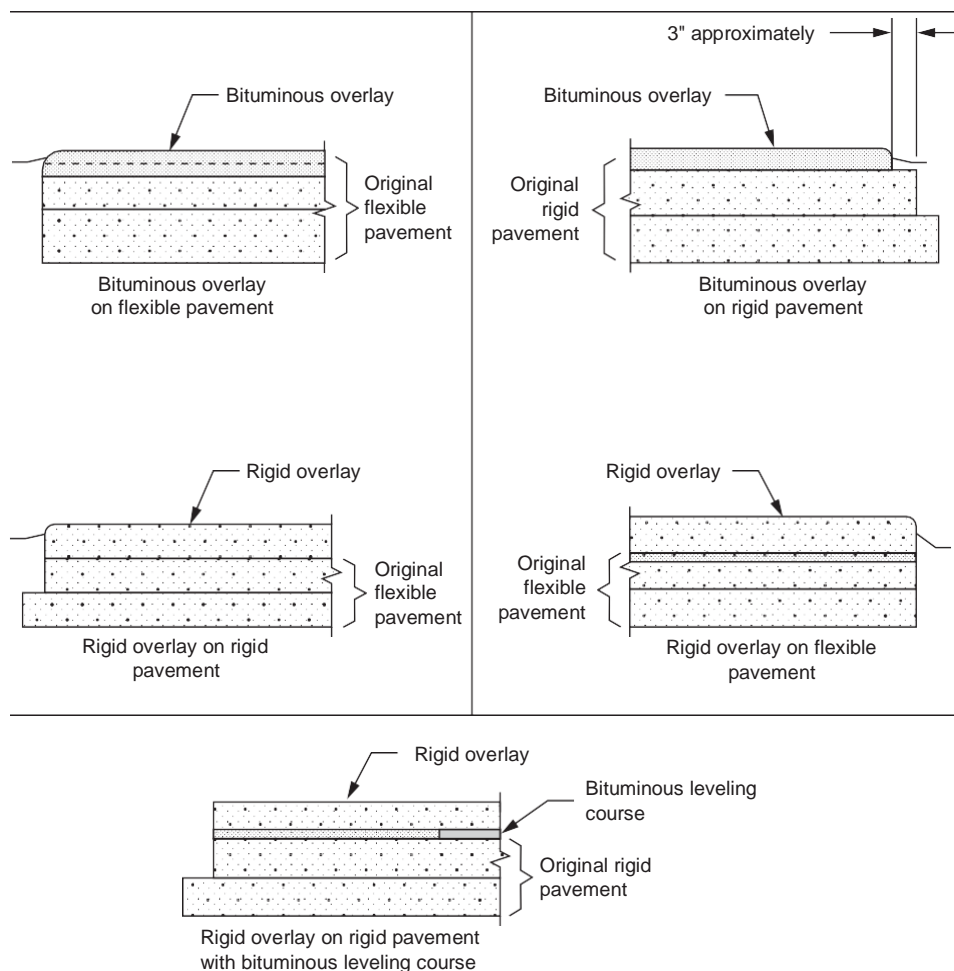 Bituminous overlay
Original
flexible
pavement
Bituminous overlay
on flexible pavement
3" approximately
Bituminous overlay
Original
rigid
pavement
Bituminous overlay
on rigid pavement
Rigid overlay
Original
flexible
pavement
Rigid overlay on rigid
pavement
Rigid overlay
Original
flexible
pavement
Rigid overlay on flexible
pavement
Rigid overlay
Bituminous leveling
course
Original rigid
pavement
Rigid overlay on rigid pavement
with bituminous leveling course